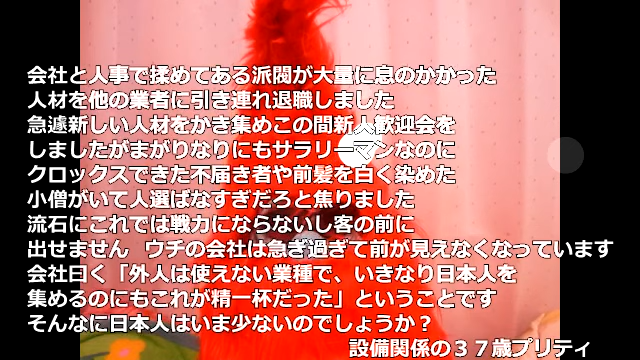 会社と人事で揉めてある派閥が大量に息のかかった
人材を他の業者に引き連れ退職しました
急遽新しい人材をかき集めこの間新人歓迎会を
しましたがまがりなりにもサラリーマンなのに
クロックスできた不届き者や前髪を白く染めた
小僧がいて人選ばなすぎだろと焦りました
流石にこれでは戦力にならないし客の前に
出せません ウチの会社は急ぎ過ぎて前が見えなくなっています
会社曰く「外人は使えない業種で、いきなり日本人を
集めるのにもこれが精一杯だった」ということです
そんなに日本人はいま少ないのでしょうか？
設備関係の３７歳プリティ